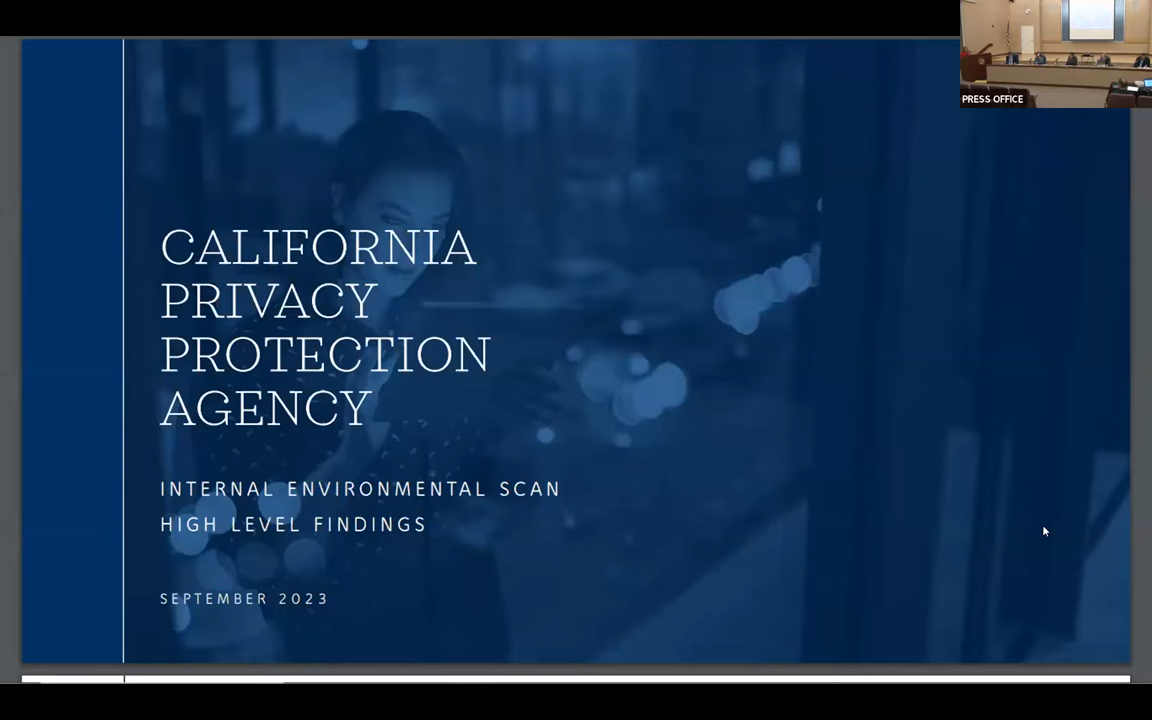 PRESS OFFICE
CALIFORNIA
PRIVACY
PROTECTION
AGENCY
INTERNAL ENVIRONMENTAL SCAN
HIGH LEVEL FINDINGS
SEPTEMBER 2023